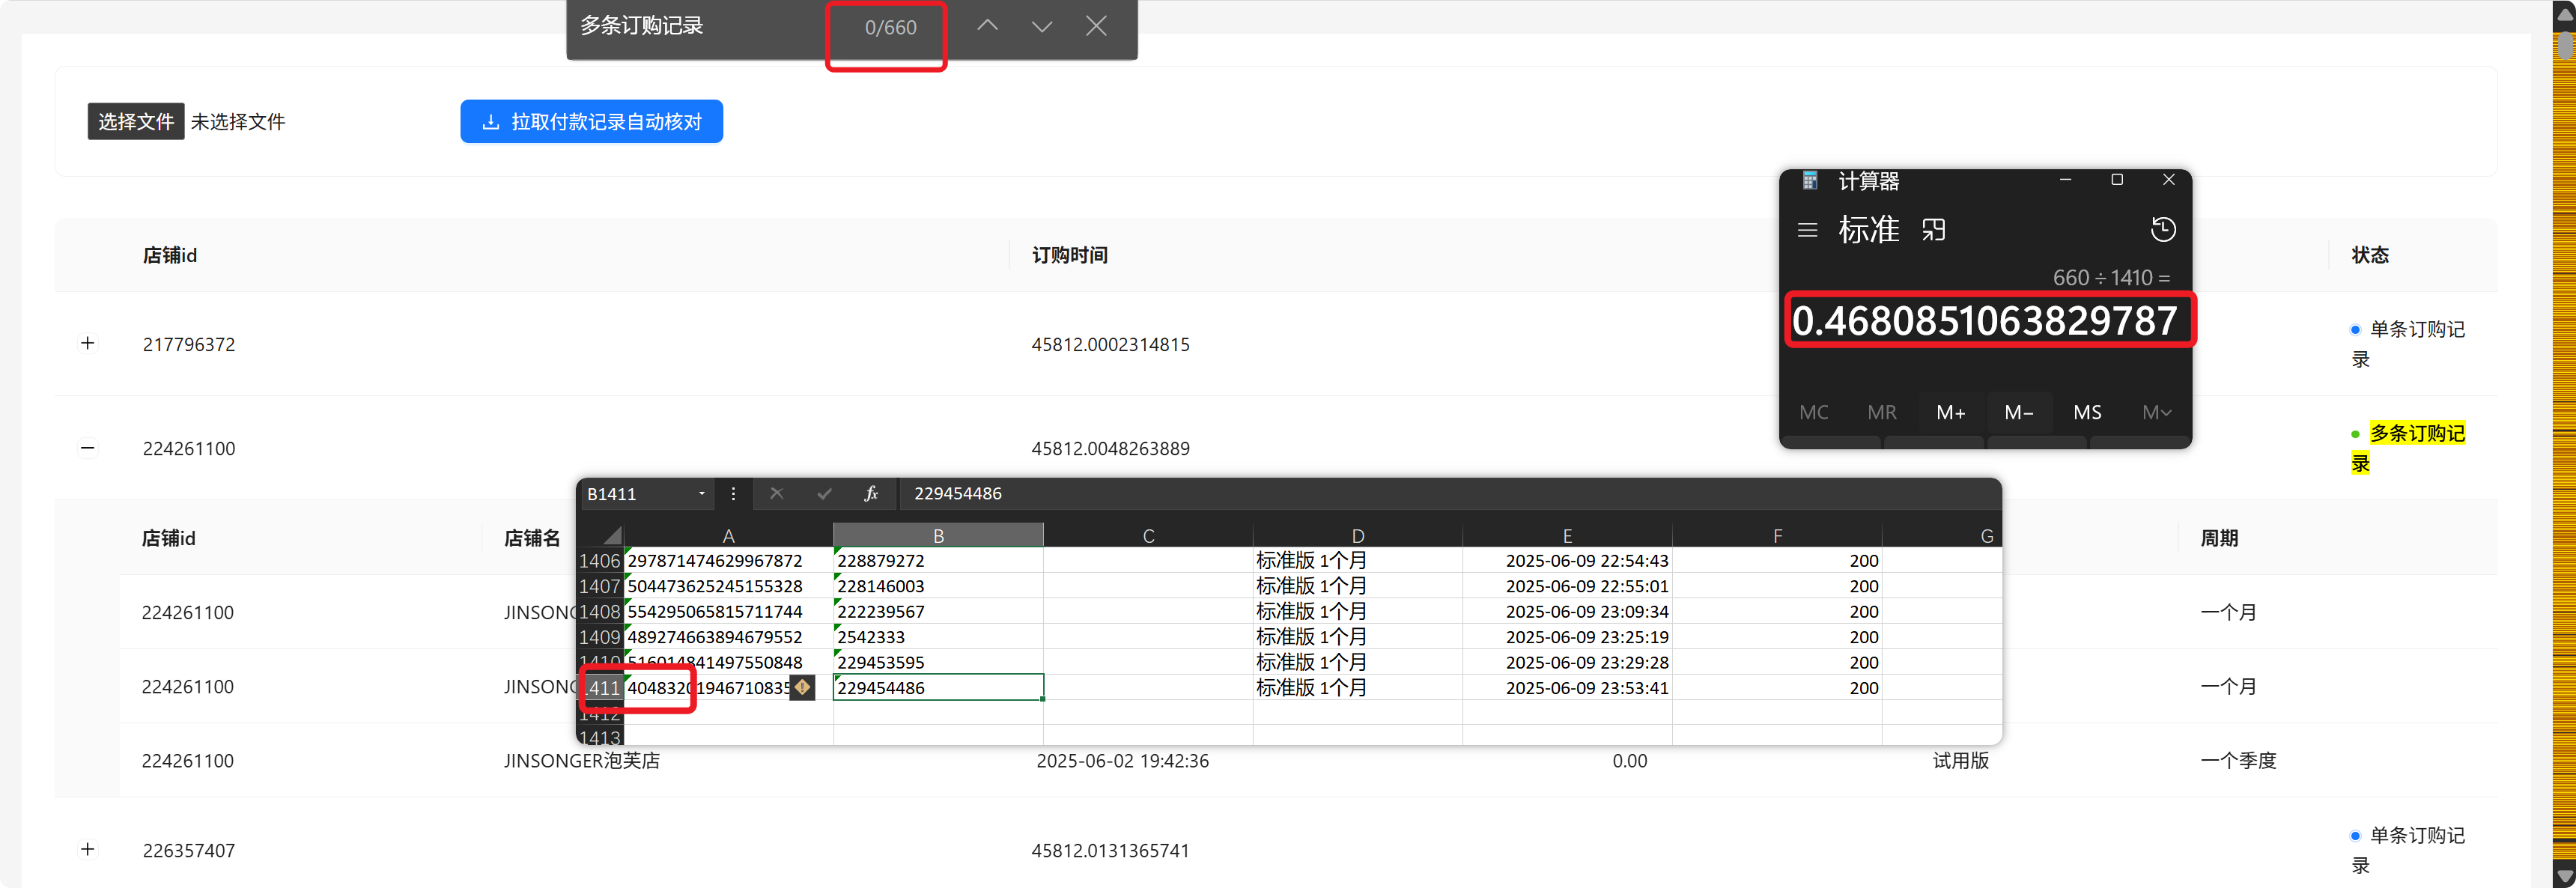 多条订购记录 0/660
选择文件 未选择文件 拉取付款记录自动核对
计算器
标准
660 ÷ 1410 =
0.4680851063829787
MC MR M+ M− MS M
店铺id 订购时间 状态
217796372 45812.0002314815 单条订购记
录
224261100 45812.0048263889 多条订购记
录
B1411 fx 229454486
A B C D E F G
1406 297871474629967872 228879272 标准版 1个月 2025-06-09 22:54:43 200
1407 504473625245155328 228146003 标准版 1个月 2025-06-09 22:55:01 200
1408 554295065815711744 222239567 标准版 1个月 2025-06-09 23:09:34 200
1409 489274663894679552 2542333 标准版 1个月 2025-06-09 23:25:19 200
1410 516014841497550848 229453595 标准版 1个月 2025-06-09 23:29:28 200
1411 40483201946710835 229454486 标准版 1个月 2025-06-09 23:53:41 200
1412
1413
店铺id 店铺名 周期
224261100 JINSONG 一个月
224261100 JINSONG 一个月
224261100 JINSONGER泡芙店 2025-06-02 19:42:36 0.00 试用版 一个季度
226357407 45812.0131365741 单条订购记
录